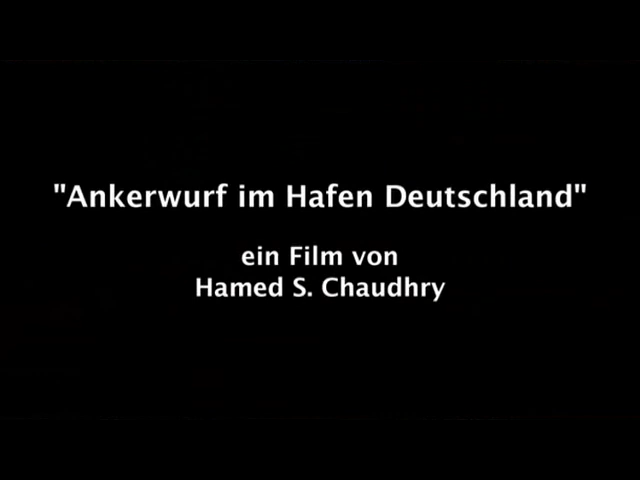 "Ankerwurf im Hafen Deutschland"
ein Film von
Hamed S. Chaudhry